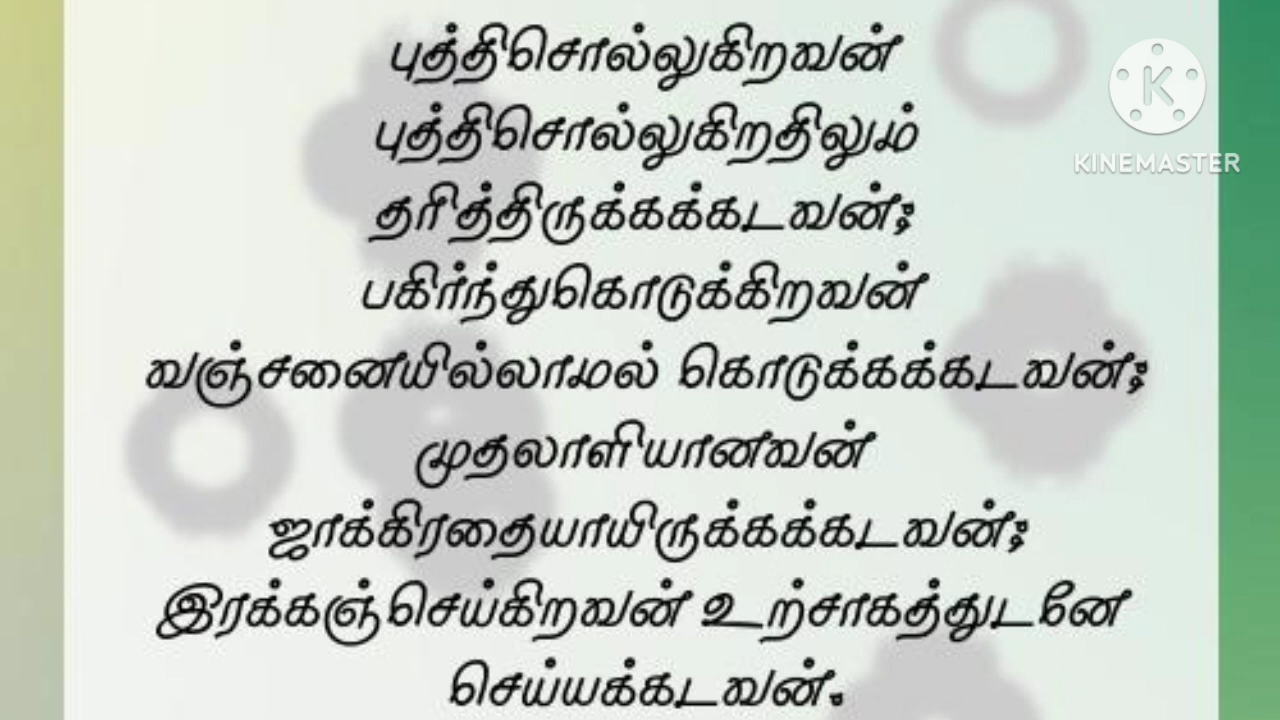 புத்திசொல்லுகிறவன்
புத்திசொல்லுகிறதிலும்
தரித்திருக்கக்கடவன்;
பகிர்ந்துகொடுக்கிறவன்
வஞ்சனையில்லாமல் கொடுக்கக்கடவன்;
முதலாளியானவன்
ஜாக்கிரதையாயிருக்கக்கடவன்;
இரக்கஞ்செய்கிறவன் உற்சாகத்துடனே
செய்யக்கடவன்.
K
KINEMASTER